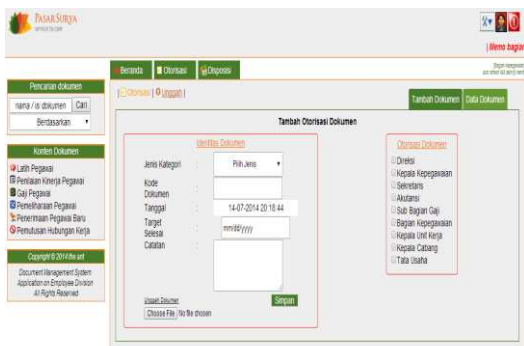 PASAR SURYA
service to care
| Memo bagian
Beranda
Otorisasi
Disposisi
| Otorisasi | Unggah |
Tambah Dokumen
Data Dokumen
Pencarian dokumen
nama / isi dokumen
Cari
Berdasarkan
Konten Dokumen
Latih Pegawai
Penilaian Kinerja Pegawai
Gaji Pegawai
Pemeliharaan Pegawai
Penerimaan Pegawai Baru
Pemutusan Hubungan Kerja
Copyright © 2014
Document Management System
Application on Employee Division
All Rights Reserved
Tambah Otorisasi Dokumen
Identitas Dokumen
Jenis Kategori : Pilih Jenis
Kode Dokumen :
Tanggal : 14-07-2014 20:18:44
Target Selesai : mm/dd/yyyy
Catatan :
Unggah Dokumen
Simpan
Choose File No file chosen
Otorisasi Dokumen
Direksi
Kepala Kepegawaian
Sekretaris
Akutansi
Sub Bagian Gaji
Bagian Kepegawaian
Kepala Unit Kerja
Kepala Cabang
Tata Usaha